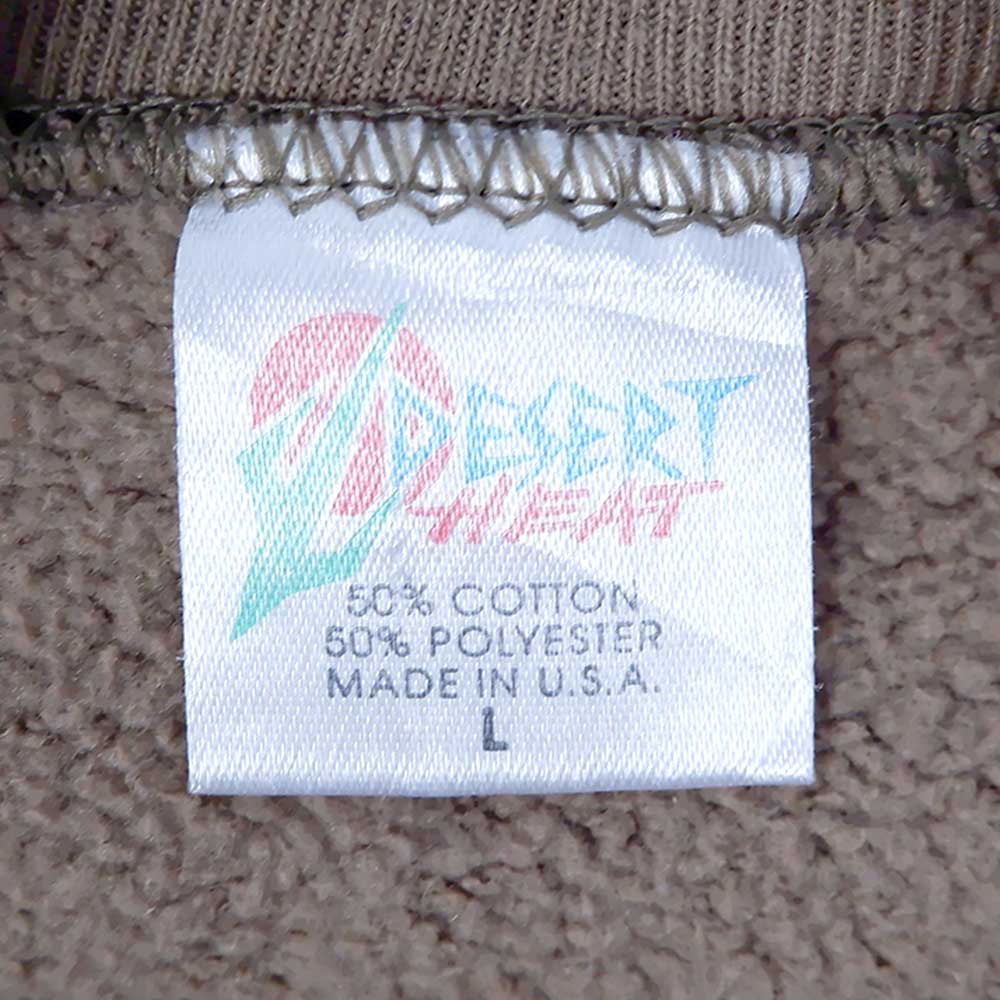 DESERT
HEAT
50% COTTON
50% POLYESTER
MADE IN U.S.A.
L